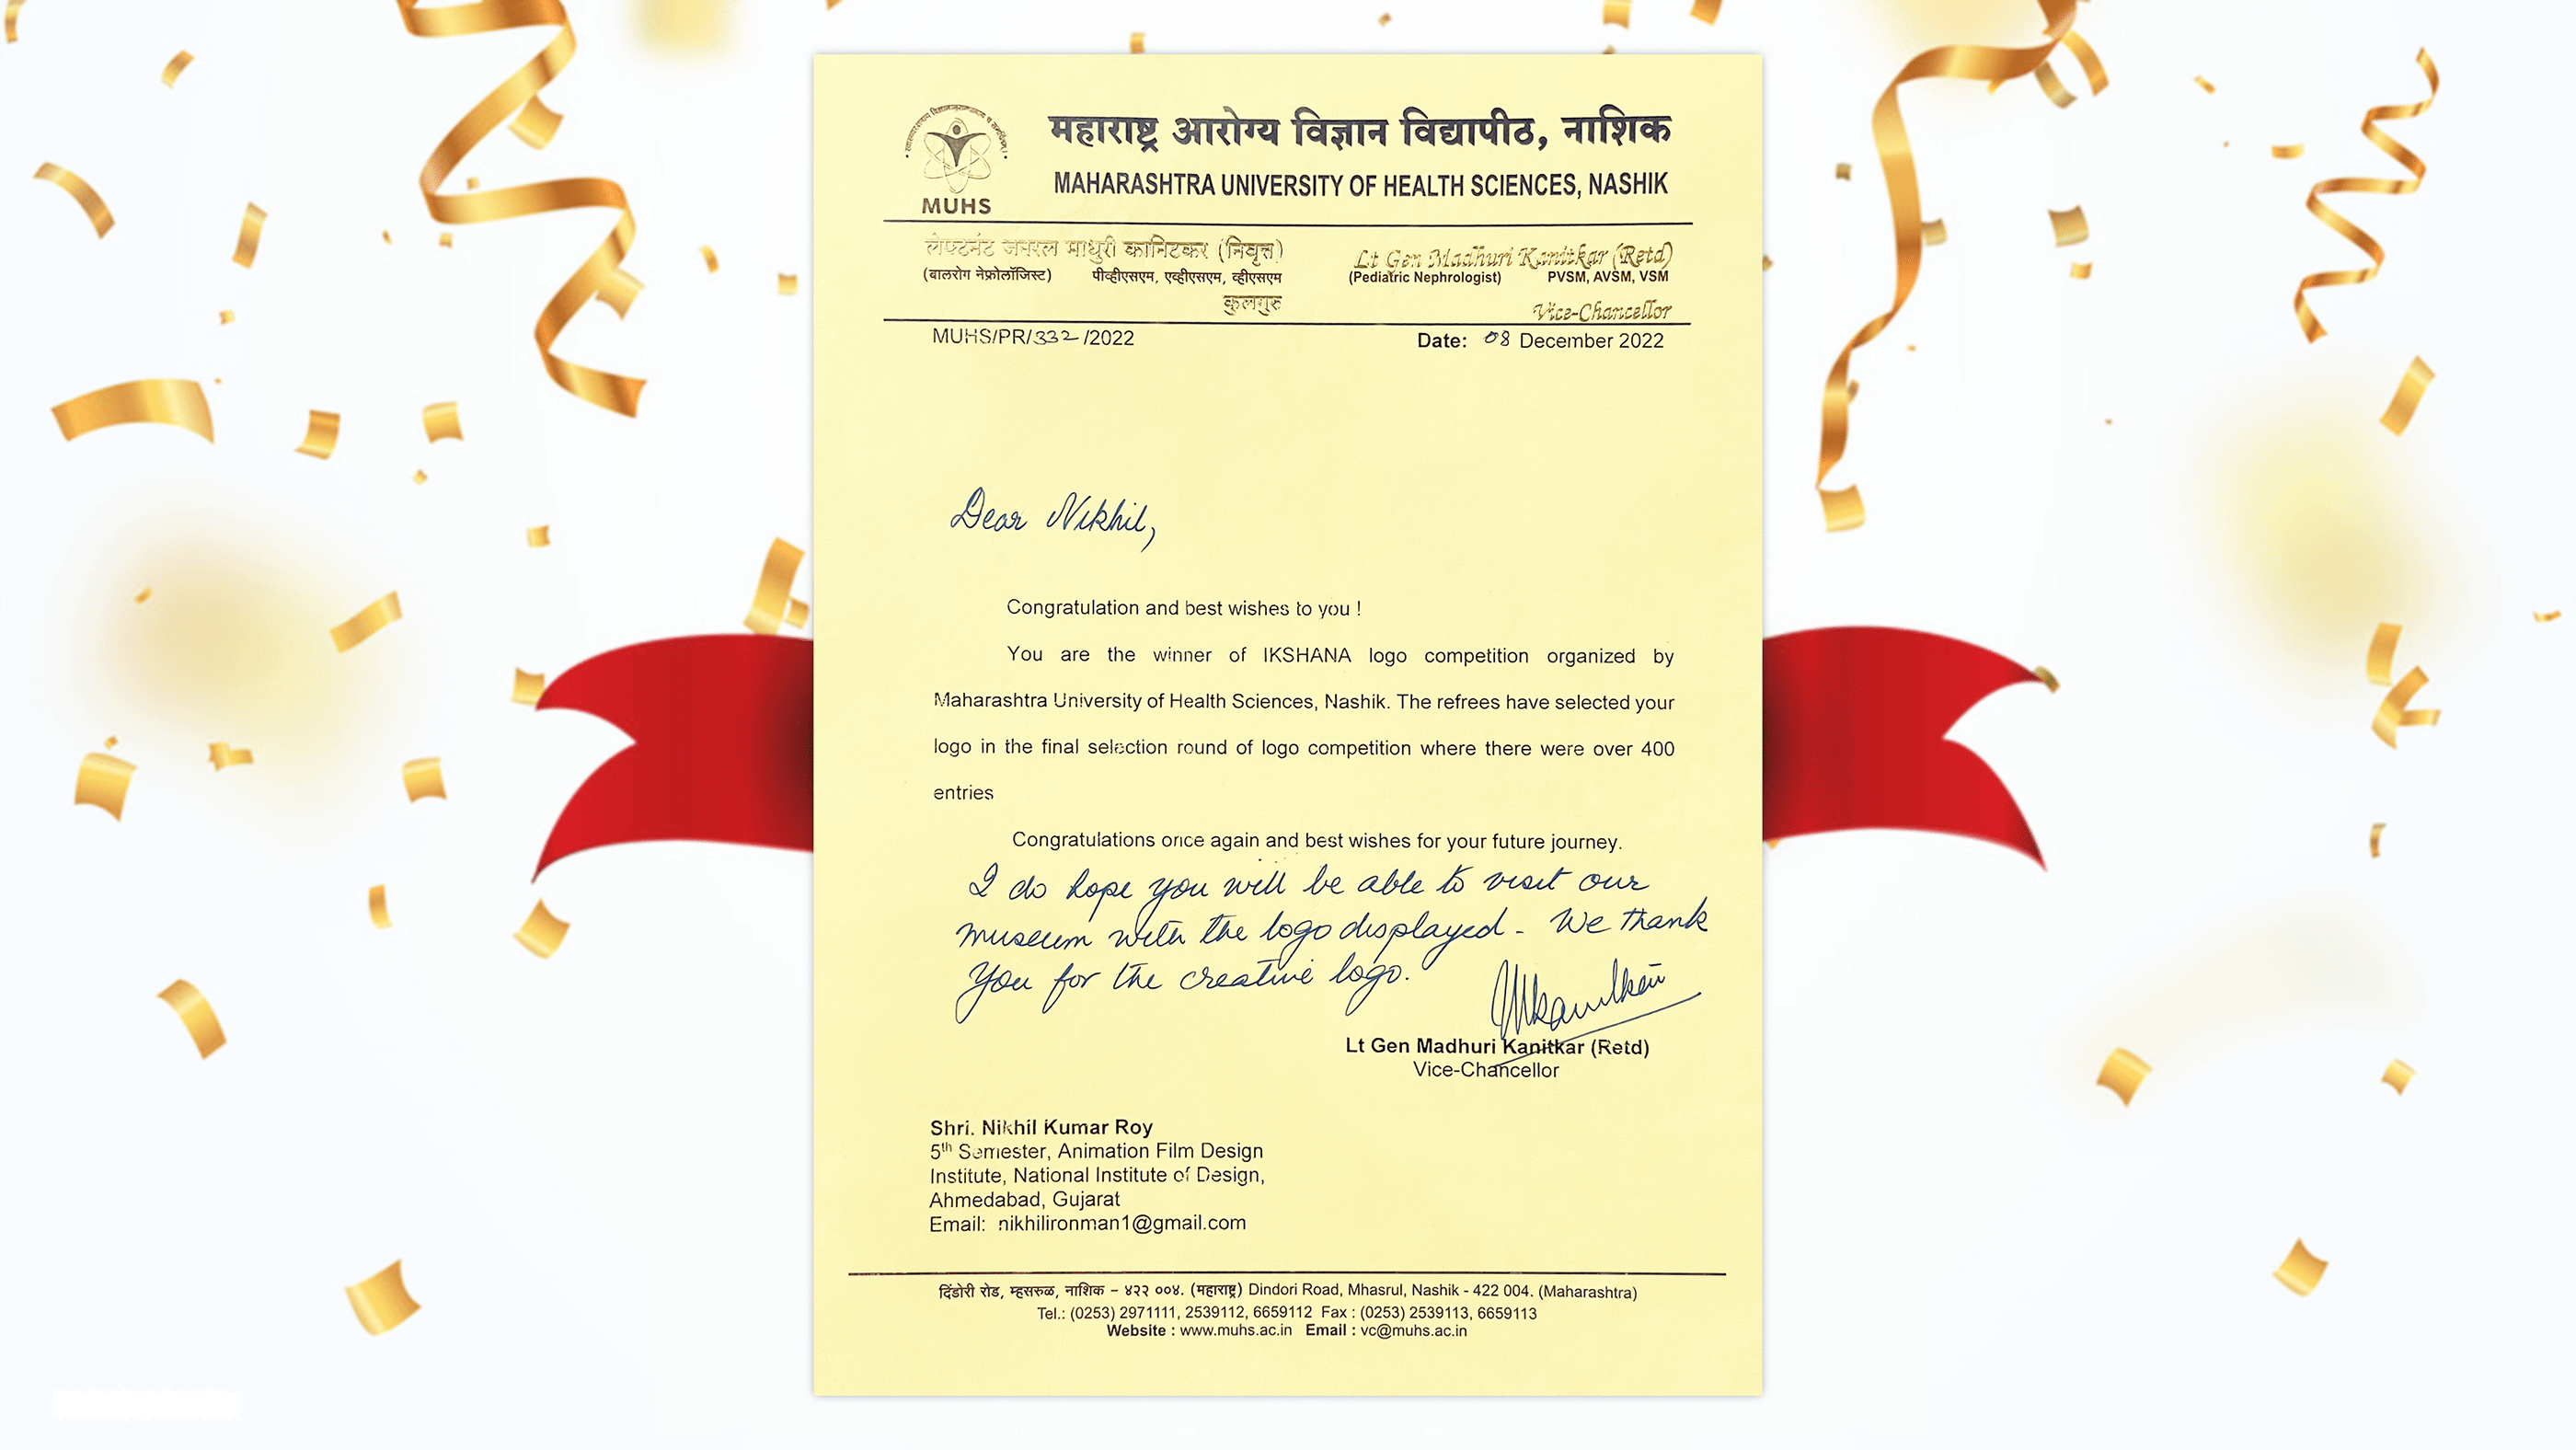 महाराष्ट्र आरोग्य विज्ञान विद्यापीठ, नाशिक
MAHARASHTRA UNIVERSITY OF HEALTH SCIENCES, NASHIK
MUHS
लेफ्टनंट जनरल माधुरी कानिटकर (निवृत्त)
(बालरोग नेफ्रोलॉजिस्ट) पीव्हीएसएम, एव्हीएसएम, व्हीएसएम
कुलगुरु
Lt Gen Madhuri Kanitkar (Retd)
(Pediatric Nephrologist) PVSM, AVSM, VSM
Vice-Chancellor
MUHS/PR/332/2022
Date: 08 December 2022
Dear Nikhil,
Congratulation and best wishes to you !
You are the winner of IKSHANA logo competition organized by
Maharashtra University of Health Sciences, Nashik. The refrees have selected your
logo in the final selection round of logo competition where there were over 400
entries
Congratulations once again and best wishes for your future journey.
I do hope you will be able to visit our
museum with the logo displayed - We thank
you for the creative logo.
Lt Gen Madhuri Kanitkar (Retd)
Vice-Chancellor
Shri. Nikhil Kumar Roy
5th Semester, Animation Film Design
Institute, National Institute of Design,
Ahmedabad, Gujarat
Email: nikhilironman1@gmail.com
दिंडोरी रोड, म्हसरुळ, नाशिक – ४२२ ००४. (महाराष्ट्र) Dindori Road, Mhasrul, Nashik - 422 004. (Maharashtra)
Tel.: (0253) 2971111, 2539112, 6659112 Fax : (0253) 2539113, 6659113
Website : www.muhs.ac.in Email : vc@muhs.ac.in